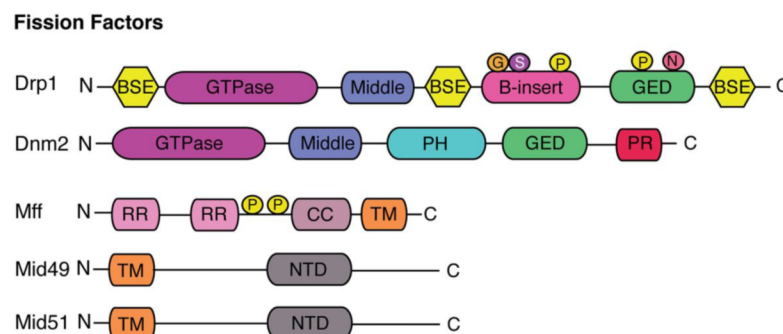 Fission Factors
G S P P N
Drp1 N BSE GTPase Middle BSE B-insert GED BSE C
Dnm2 N GTPase Middle PH GED PR C
P P
Mff N RR RR CC TM C
Mid49 N TM NTD C
Mid51 N TM NTD C